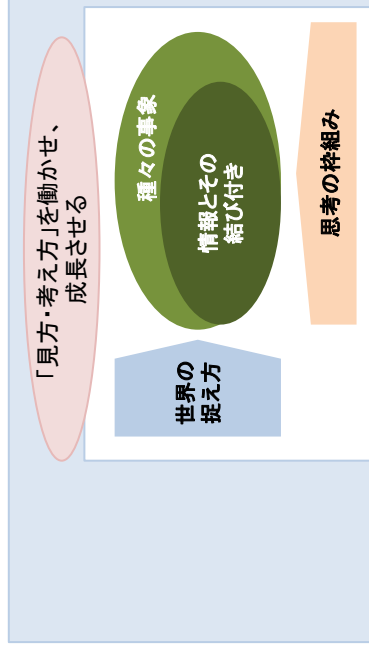 「見方・考え方」を働かせ、
成長させる
種々の事象
情報とその
結び付き
世界の
捉え方
思考の枠組み